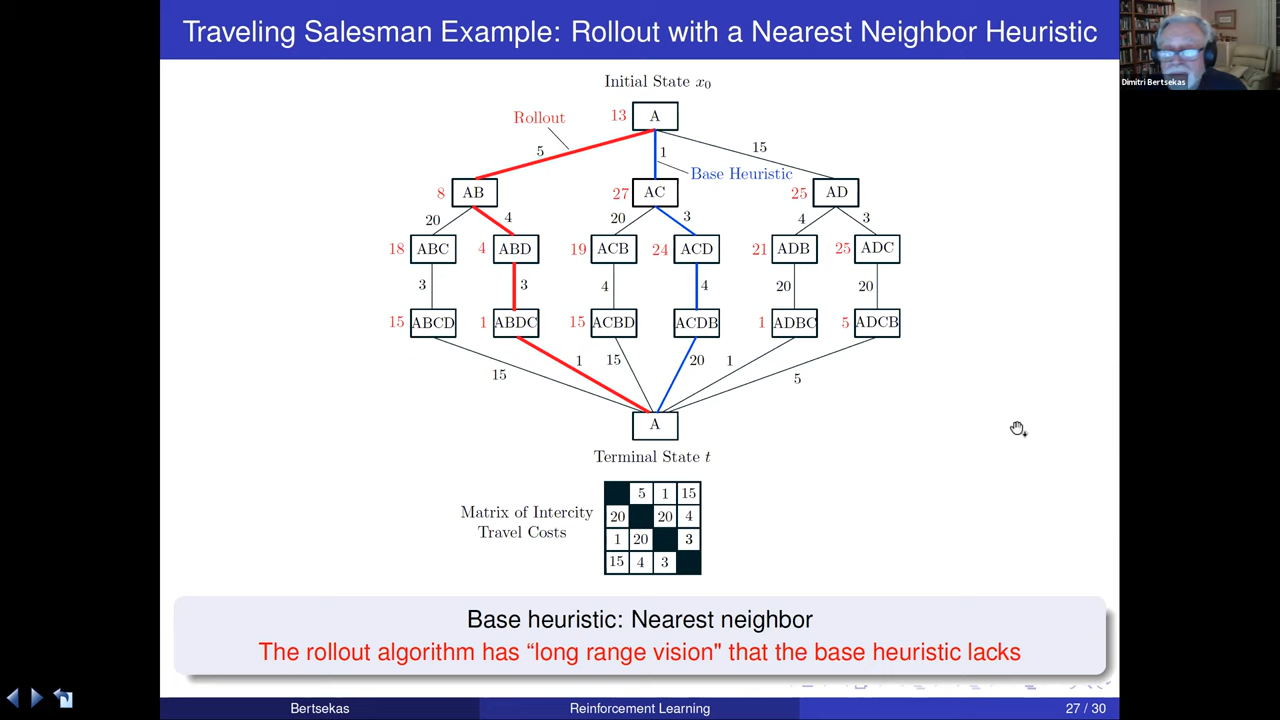 Traveling Salesman Example: Rollout with a Nearest Neighbor Heuristic
Dimitri Bertsekas
Initial State x0
13 A
Rollout
5 1 15
Base Heuristic
8 AB 27 AC 25 AD
20 4 20 3 4 3
18 ABC 4 ABD 19 ACB 24 ACD 21 ADB 25 ADC
3 3 4 4 20 20
15 ABCD 1 ABDC 15 ACBD ACDB 1 ADBC 5 ADCB
15 1 15 20 1 5
A
Terminal State t
Matrix of Intercity
Travel Costs
5 1 15
20 20 4
1 20 3
15 4 3
Base heuristic: Nearest neighbor
The rollout algorithm has “long range vision" that the base heuristic lacks
Bertsekas Reinforcement Learning 27 / 30